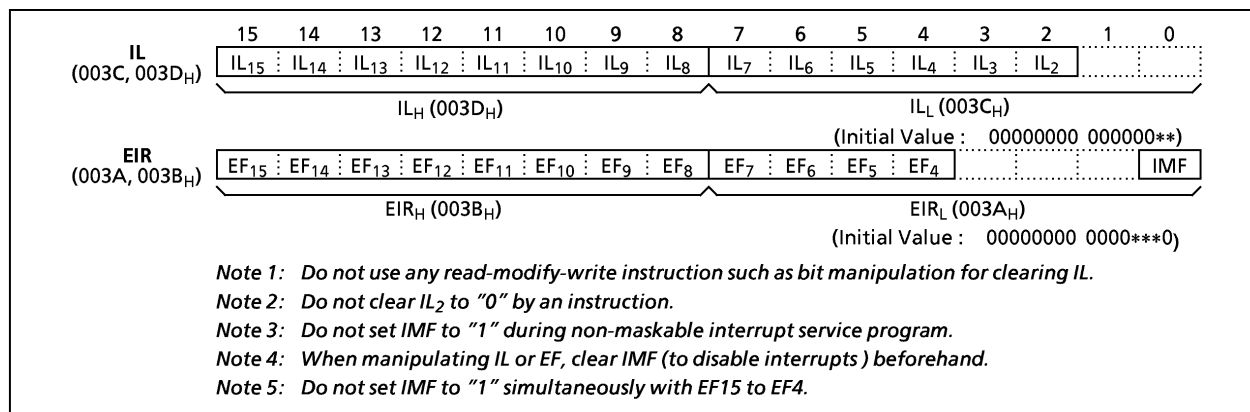 15 14 13 12 11 10 9 8 7 6 5 4 3 2 1 0
IL
(003C, 003DH)
IL15 IL14 IL13 IL12 IL11 IL10 IL9 IL8 IL7 IL6 IL5 IL4 IL3 IL2
ILH (003DH) ILL (003CH)
(Initial Value : 00000000 000000**)
EIR
(003A, 003BH)
EF15 EF14 EF13 EF12 EF11 EF10 EF9 EF8 EF7 EF6 EF5 EF4 IMF
EIRH (003BH) EIRL (003AH)
(Initial Value : 00000000 0000***0)
Note 1: Do not use any read-modify-write instruction such as bit manipulation for clearing IL.
Note 2: Do not clear IL2 to "0" by an instruction.
Note 3: Do not set IMF to "1" during non-maskable interrupt service program.
Note 4: When manipulating IL or EF, clear IMF (to disable interrupts ) beforehand.
Note 5: Do not set IMF to "1" simultaneously with EF15 to EF4.